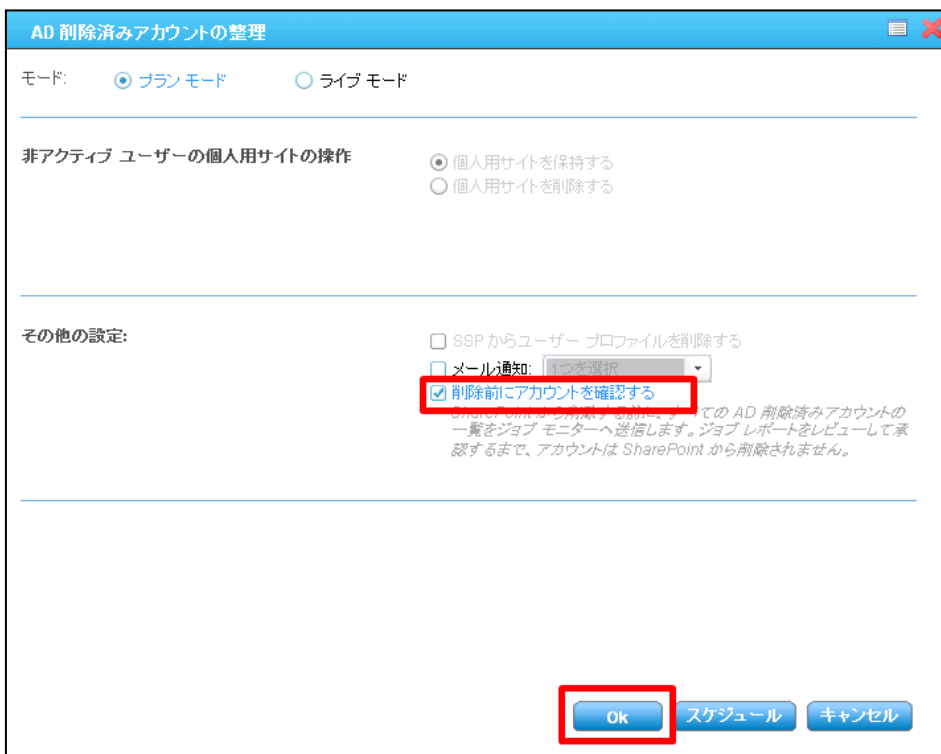 AD 削除済みアカウントの整理
モード: プラン モード ライブ モード
非アクティブ ユーザーの個人用サイトの操作 個人用サイトを保持する
個人用サイトを削除する
その他の設定: SSP からユーザー プロファイルを削除する
メール通知: 1つを選択
削除前にアカウントを確認する
SharePoint から削除する前に、すべての AD 削除済みアカウントの
一覧をジョブ モニターへ送信します。ジョブ レポートをレビューして承
認するまで、アカウントは SharePoint から削除されません。
Ok スケジュール キャンセル